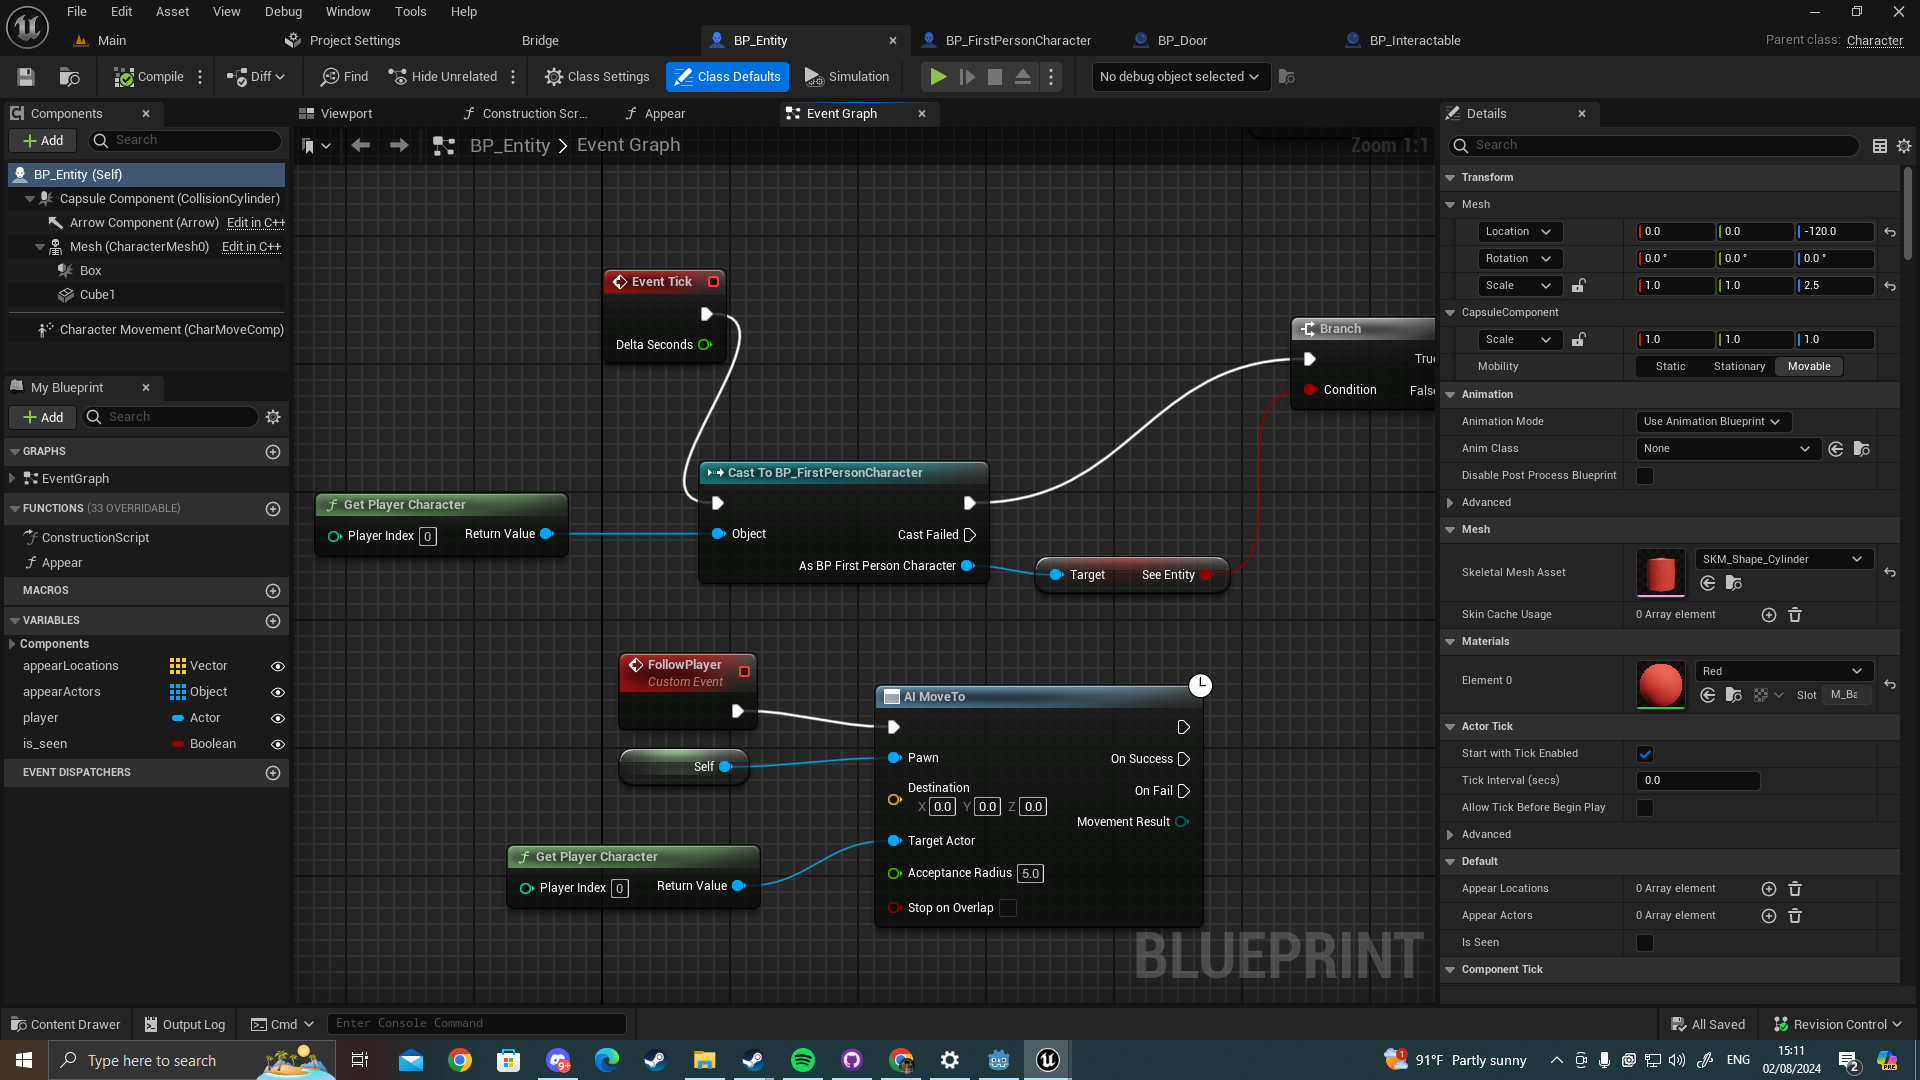 File Edit Asset View Debug Window Tools Help
Main Project Settings Bridge BP_Entity BP_FirstPersonCharacter BP_Door BP_Interactable Parent class: Character
Compile Diff Find Hide Unrelated Class Settings Class Defaults Simulation No debug object selected
Components Viewport Construction Scr... Appear Event Graph Details
Add Search
BP_Entity > Event Graph Zoom 1:1
Search
BP_Entity (Self)
Capsule Component (CollisionCylinder)
Arrow Component (Arrow) Edit in C++
Mesh (CharacterMesh0) Edit in C++
Box
Cube1
Character Movement (CharMoveComp)
My Blueprint
Add Search
GRAPHS
EventGraph
FUNCTIONS (33 OVERRIDABLE)
ConstructionScript
Appear
MACROS
VARIABLES
Components
appearLocations Vector
appearActors Object
player Actor
is_seen Boolean
EVENT DISPATCHERS
Event Tick
Delta Seconds
Branch
True
Condition False
Cast To BP_FirstPersonCharacter
Object Cast Failed
As BP First Person Character
Get Player Character
Player Index 0 Return Value
Target See Entity
FollowPlayer
Custom Event
Self
AI MoveTo
Pawn On Success
Destination
X 0.0 Y 0.0 Z 0.0
On Fail
Movement Result
Target Actor
Acceptance Radius 5.0
Stop on Overlap
Get Player Character
Player Index 0 Return Value
BLUEPRINT
Transform
Mesh
Location 0.0 0.0 -120.0
Rotation 0.0 ° 0.0 ° 0.0 °
Scale 1.0 1.0 2.5
CapsuleComponent
Scale 1.0 1.0 1.0
Mobility Static Stationary Movable
Animation
Animation Mode Use Animation Blueprint
Anim Class None
Disable Post Process Blueprint
Advanced
Mesh
Skeletal Mesh Asset SKM_Shape_Cylinder
Skin Cache Usage 0 Array element
Materials
Element 0 Red
Slot M_Ba
Actor Tick
Start with Tick Enabled
Tick Interval (secs) 0.0
Allow Tick Before Begin Play
Advanced
Default
Appear Locations 0 Array element
Appear Actors 0 Array element
Is Seen
Component Tick
Content Drawer Output Log Cmd Enter Console Command All Saved Revision Control
Type here to search 9+ 1 91°F Partly sunny ENG 15:11
02/08/2024 2 PRE